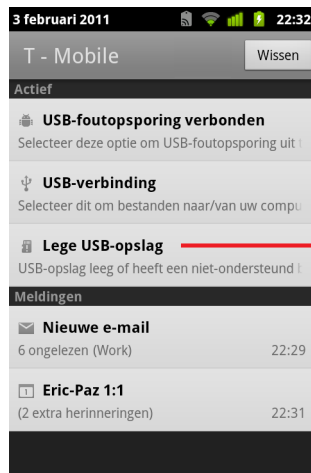 3 februari 2011 22:32
T - Mobile Wissen
Actief
USB-foutopsporing verbonden
Selecteer deze optie om USB-foutopsporing uit t
USB-verbinding
Selecteer dit om bestanden naar/van uw compu
Lege USB-opslag
USB-opslag leeg of heeft een niet-ondersteund b
Meldingen
Nieuwe e-mail
6 ongelezen (Work) 22:29
1 Eric-Paz 1:1
(2 extra herinneringen) 22:31